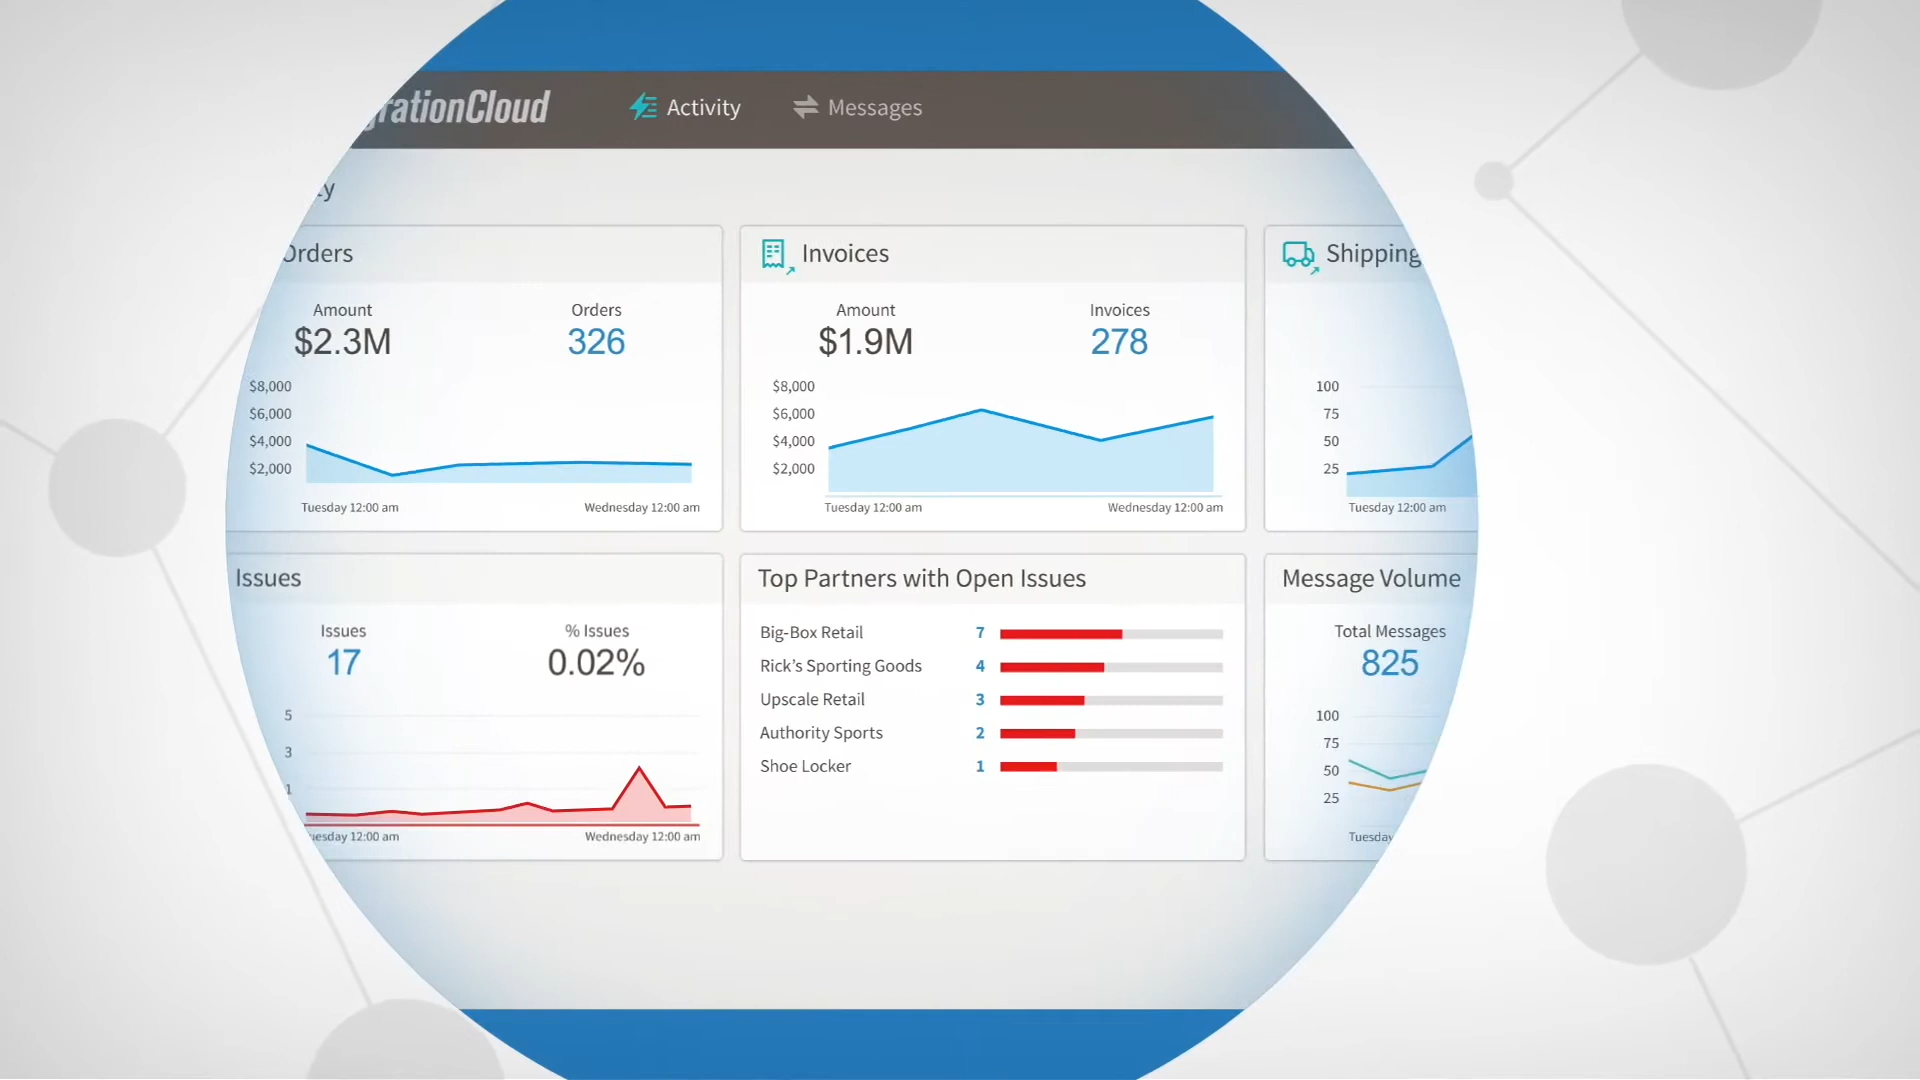 grationCloud
Activity
Messages
ty
Orders
Amount
$2.3M
Orders
326
$8,000
$6,000
$4,000
$2,000
Tuesday 12:00 am
Wednesday 12:00 am
Invoices
Amount
$1.9M
Invoices
278
$8,000
$6,000
$4,000
$2,000
Tuesday 12:00 am
Wednesday 12:00 am
Shipping
100
75
50
25
Tuesday 12:00 am
Issues
Issues
17
% Issues
0.02%
5
3
1
uesday 12:00 am
Wednesday 12:00 am
Top Partners with Open Issues
Big-Box Retail 7
Rick's Sporting Goods 4
Upscale Retail 3
Authority Sports 2
Shoe Locker 1
Message Volume
Total Messages
825
100
75
50
25
Tuesday